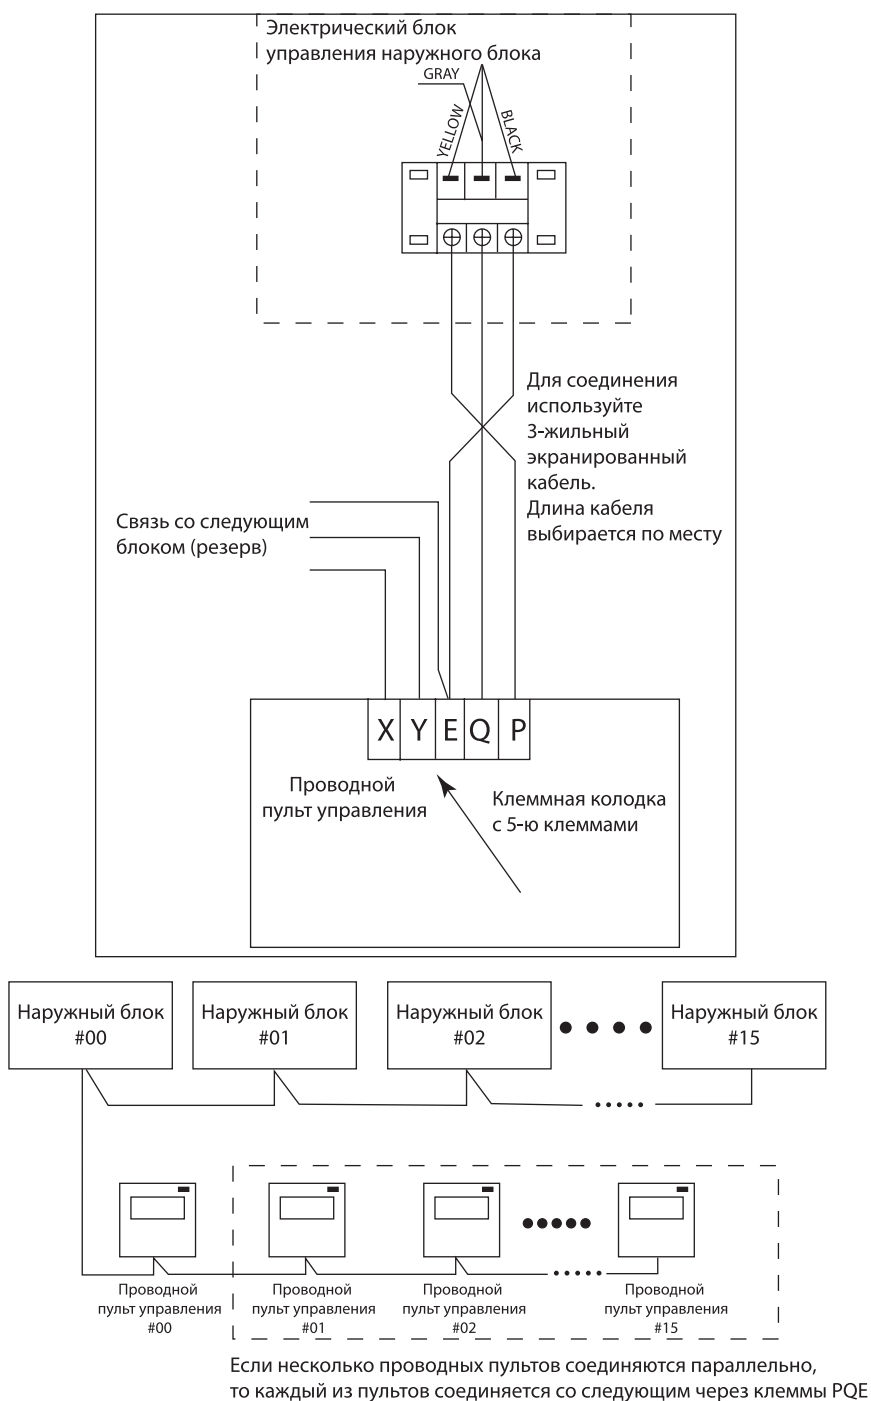 Электрический блок
управления наружного блока
GRAY
YELLOW
BLACK
Для соединения
используйте
3-жильный
экранированный
кабель.
Длина кабеля
выбирается по месту
Связь со следующим
блоком (резерв)
X Y E Q P
Проводной
пульт управления
Клеммная колодка
с 5-ю клеммами
Наружный блок
#00
Наружный блок
#01
Наружный блок
#02
Наружный блок
#15
Проводной
пульт управления
#00
Проводной
пульт управления
#01
Проводной
пульт управления
#02
Проводной
пульт управления
#15
Если несколько проводных пультов соединяются параллельно,
то каждый из пультов соединяется со следующим через клеммы PQE